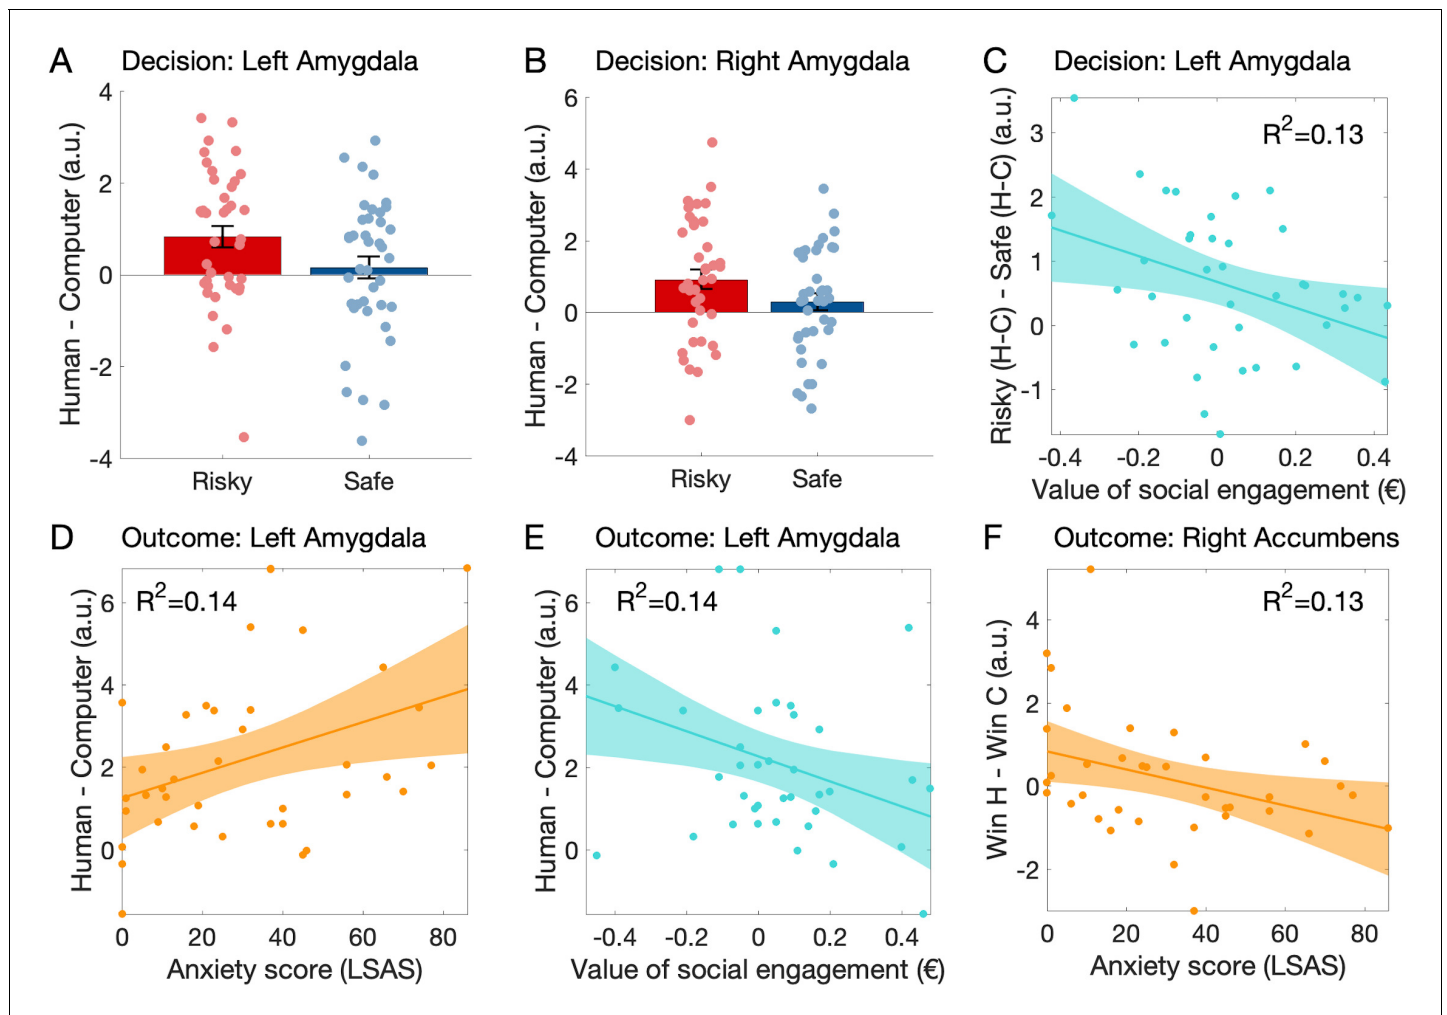 A Decision: Left Amygdala
Human - Computer (a.u.)
4
2
0
-2
-4
Risky Safe
B Decision: Right Amygdala
Human - Computer (a.u.)
6
4
2
0
-2
-4
Risky Safe
C Decision: Left Amygdala
Risky (H-C) - Safe (H-C) (a.u.)
R2=0.13
3
2
1
0
-1
-0.4 -0.2 0 0.2 0.4
Value of social engagement (€)
D Outcome: Left Amygdala
Human - Computer (a.u.)
R2=0.14
6
4
2
0
0 20 40 60 80
Anxiety score (LSAS)
E Outcome: Left Amygdala
Human - Computer (a.u.)
R2=0.14
6
4
2
0
-0.4 -0.2 0 0.2 0.4
Value of social engagement (€)
F Outcome: Right Accumbens
Win H - Win C (a.u.)
R2=0.13
4
2
0
-2
0 20 40 60 80
Anxiety score (LSAS)